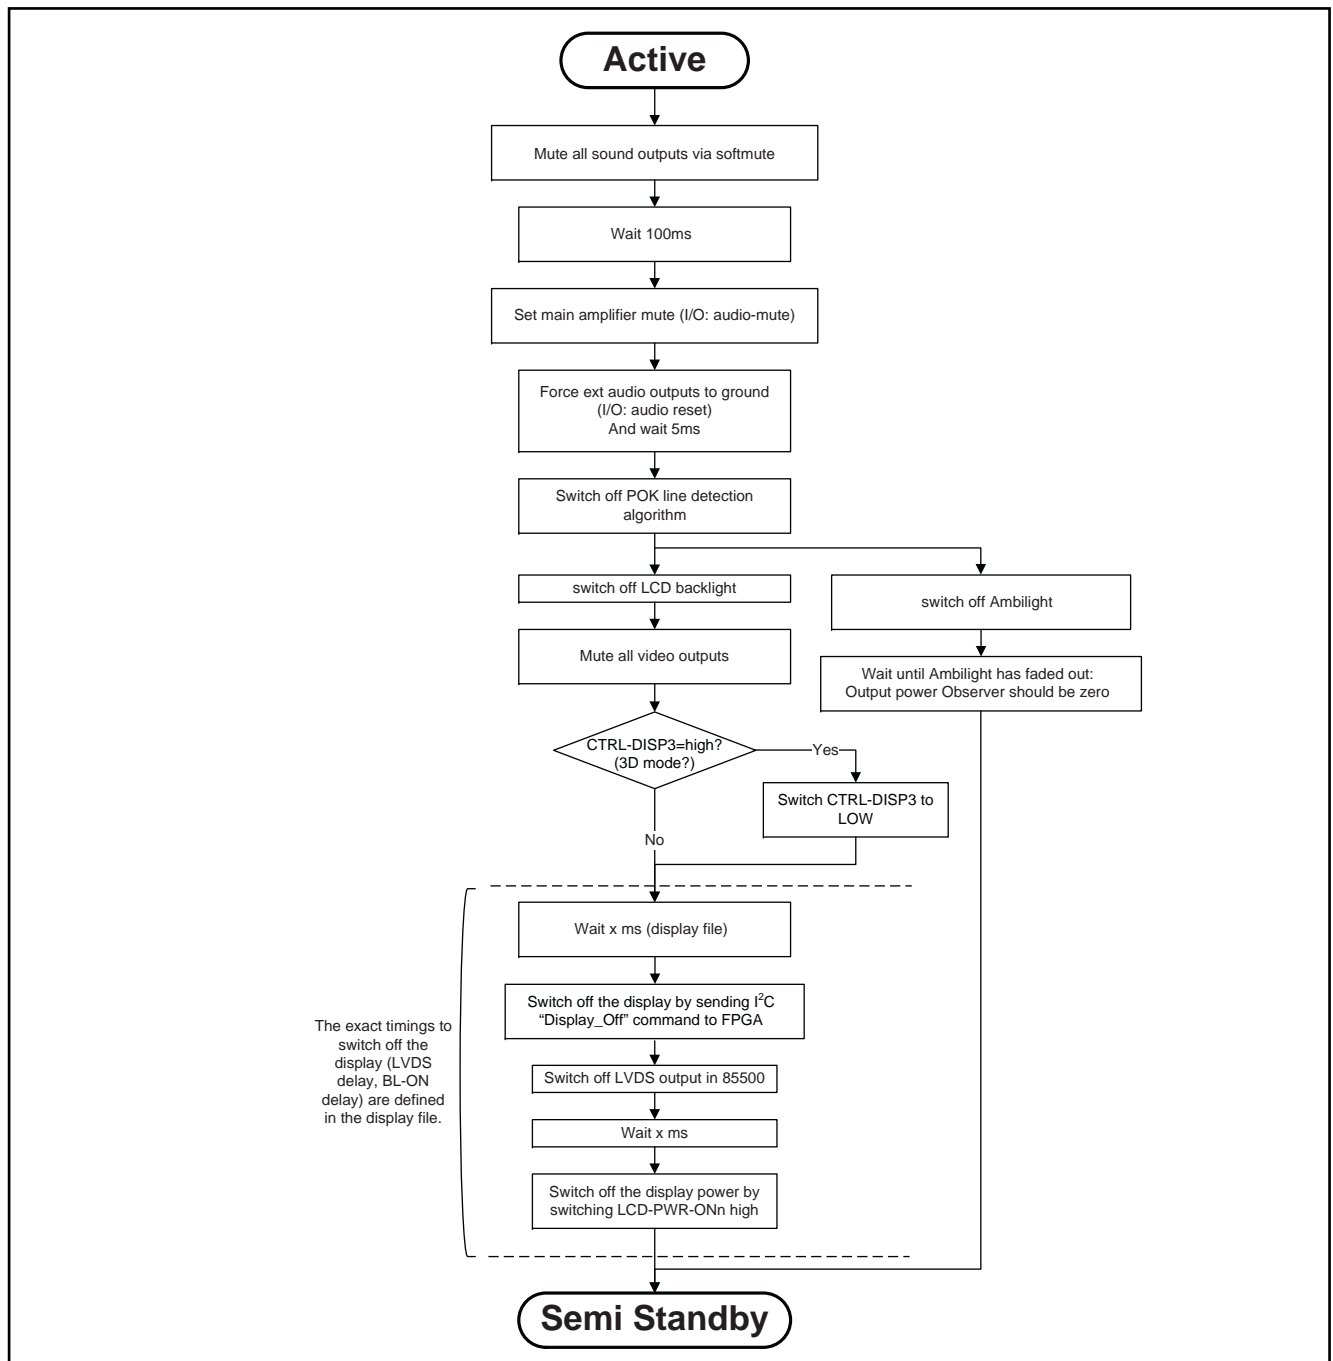 Active
Mute all sound outputs via softmute
Wait 100ms
Set main amplifier mute (I/O: audio-mute)
Force ext audio outputs to ground
(I/O: audio reset)
And wait 5ms
Switch off POK line detection
algorithm
switch off LCD backlight
switch off Ambilight
Mute all video outputs
Wait until Ambilight has faded out:
Output power Observer should be zero
CTRL-DISP3=high?
(3D mode?)
Yes
Switch CTRL-DISP3 to
LOW
No
Wait x ms (display file)
Switch off the display by sending I²C
“Display_Off” command to FPGA
The exact timings to
switch off the
display (LVDS
delay, BL-ON
delay) are defined
in the display file.
Switch off LVDS output in 85500
Wait x ms
Switch off the display power by
switching LCD-PWR-ONn high
Semi Standby